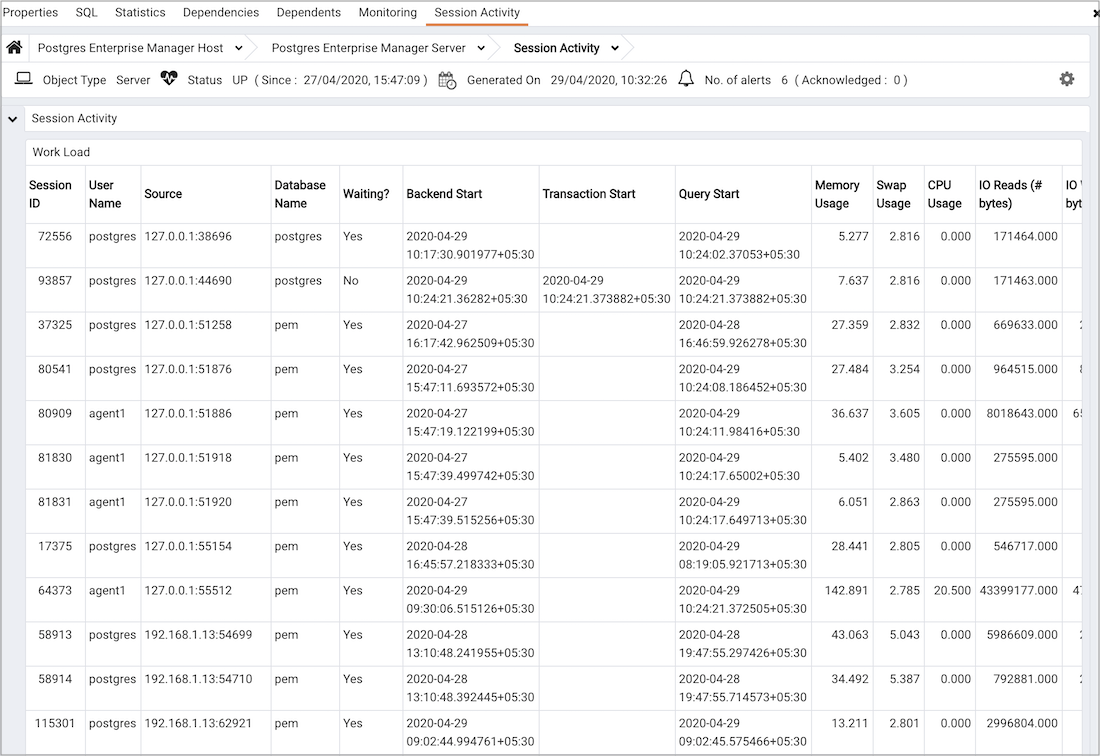 Properties SQL Statistics Dependencies Dependents Monitoring Session Activity
Postgres Enterprise Manager Host Postgres Enterprise Manager Server Session Activity
Object Type Server Status UP ( Since : 27/04/2020, 15:47:09 ) Generated On 29/04/2020, 10:32:26 No. of alerts 6 ( Acknowledged : 0 )
Session Activity
Work Load
Session User Source Database Waiting? Backend Start Transaction Start Query Start Memory Swap CPU IO Reads (# IO
ID Name Name Usage Usage Usage bytes)
72556 postgres 127.0.0.1:38696 postgres Yes 2020-04-29 2020-04-29 5.277 2.816 0.000 171464.000
10:17:30.901977+05:30 10:24:02.37053+05:30
93857 postgres 127.0.0.1:44690 postgres No 2020-04-29 2020-04-29 2020-04-29 7.637 2.816 0.000 171463.000
10:24:21.36282+05:30 10:24:21.373882+05:30 10:24:21.373882+05:30
37325 postgres 127.0.0.1:51258 pem Yes 2020-04-27 2020-04-28 27.359 2.832 0.000 669633.000
16:17:42.962509+05:30 16:46:59.926278+05:30
80541 postgres 127.0.0.1:51876 pem Yes 2020-04-27 2020-04-29 27.484 3.254 0.000 964515.000
15:47:11.693572+05:30 10:24:08.186452+05:30
80909 agent1 127.0.0.1:51886 pem Yes 2020-04-27 2020-04-29 36.637 3.605 0.000 8018643.000
15:47:19.122199+05:30 10:24:11.98416+05:30
81830 agent1 127.0.0.1:51918 pem Yes 2020-04-27 2020-04-29 5.402 3.480 0.000 275595.000
15:47:39.499742+05:30 10:24:17.65002+05:30
81831 agent1 127.0.0.1:51920 pem Yes 2020-04-27 2020-04-29 6.051 2.863 0.000 275595.000
15:47:39.515256+05:30 10:24:17.649713+05:30
17375 postgres 127.0.0.1:55154 pem Yes 2020-04-28 2020-04-29 28.441 2.805 0.000 546717.000
16:45:57.218333+05:30 08:19:05.921713+05:30
64373 agent1 127.0.0.1:55512 pem Yes 2020-04-29 2020-04-29 142.891 2.785 20.500 43399177.000
09:30:06.515126+05:30 10:24:21.372505+05:30
58913 postgres 192.168.1.13:54699 pem Yes 2020-04-28 2020-04-28 43.063 5.043 0.000 5986609.000
13:10:48.241955+05:30 19:47:55.297426+05:30
58914 postgres 192.168.1.13:54710 pem Yes 2020-04-28 2020-04-28 34.492 5.387 0.000 792881.000
13:10:48.392445+05:30 19:47:55.714573+05:30
115301 postgres 192.168.1.13:62921 pem Yes 2020-04-29 2020-04-29 13.211 2.801 0.000 2996804.000
09:02:44.994761+05:30 09:02:45.575466+05:30